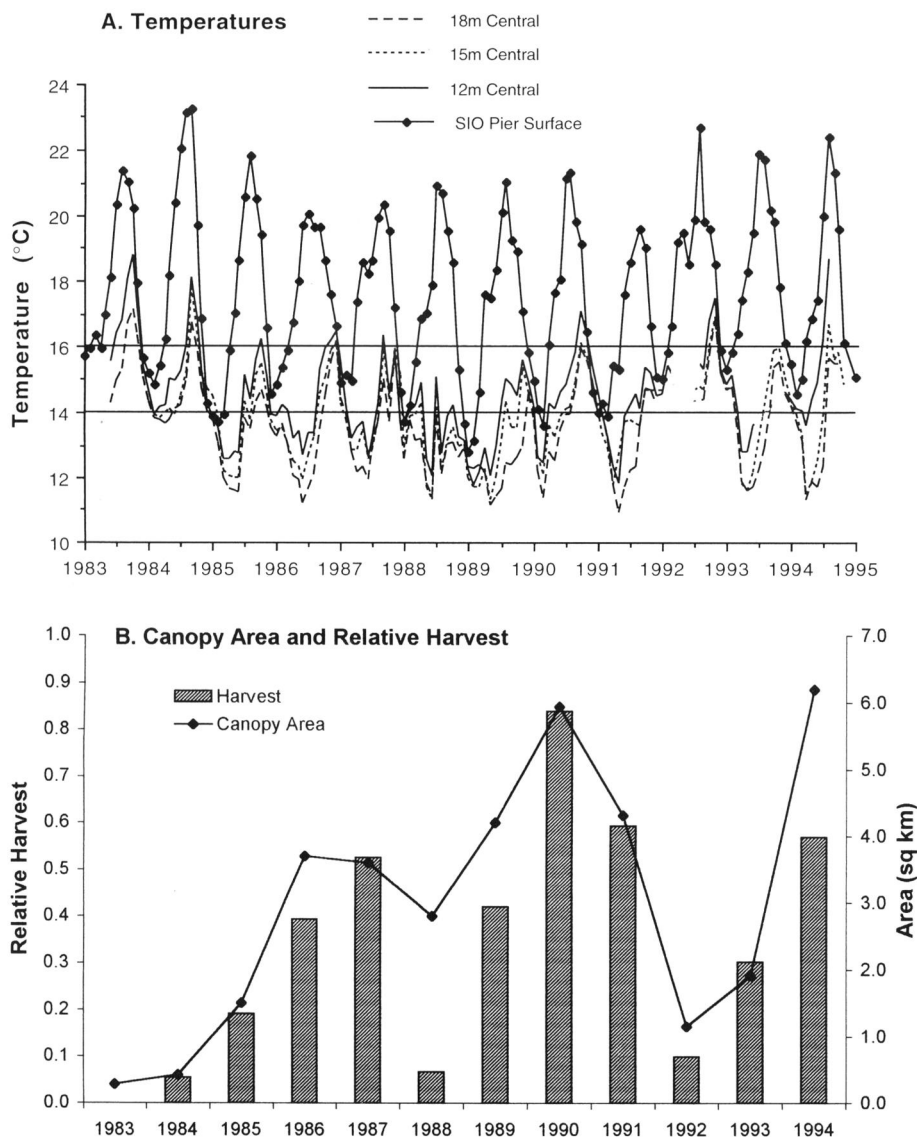 A. Temperatures
18m Central
15m Central
12m Central
SIO Pier Surface
Temperature (°C)
24
22
20
18
16
14
12
10
1983 1984 1985 1986 1987 1988 1989 1990 1991 1992 1993 1994 1995
B. Canopy Area and Relative Harvest
Harvest
Canopy Area
Relative Harvest
1.0
0.9
0.8
0.7
0.6
0.5
0.4
0.3
0.2
0.1
0.0
7.0
6.0
5.0
4.0
3.0
2.0
1.0
0.0
Area (sq km)
1983 1984 1985 1986 1987 1988 1989 1990 1991 1992 1993 1994